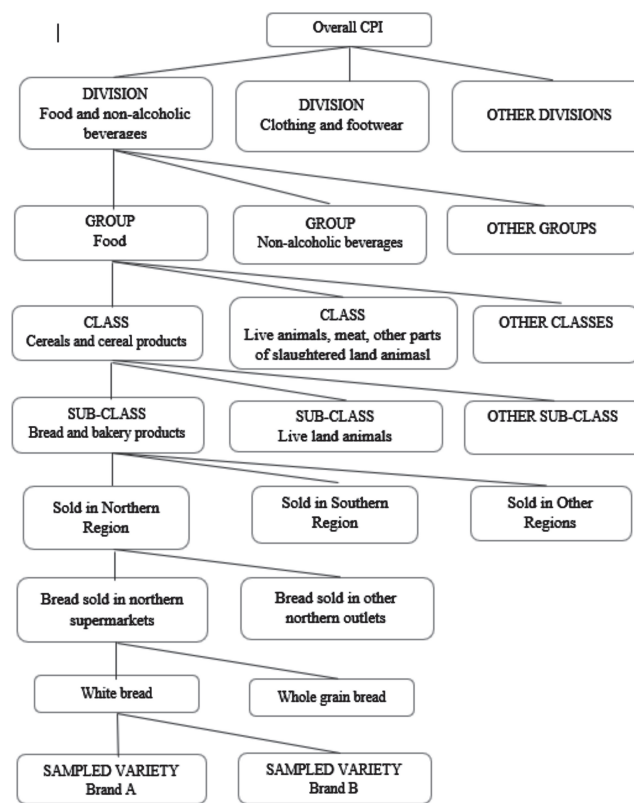 Overall CPI
DIVISION
Food and non-alcoholic
beverages
DIVISION
Clothing and footwear
OTHER DIVISIONS
GROUP
Food
GROUP
Non-alcoholic beverages
OTHER GROUPS
CLASS
Cereals and cereal products
CLASS
Live animals, meat, other parts
of slaughtered land animasl
OTHER CLASSES
SUB-CLASS
Bread and bakery products
SUB-CLASS
Live land animals
OTHER SUB-CLASS
Sold in Northern
Region
Sold in Southern
Region
Sold in Other
Regions
Bread sold in northern
supermarkets
Bread sold in other
northern outlets
White bread
Whole grain bread
SAMPLED VARIETY
Brand A
SAMPLED VARIETY
Brand B